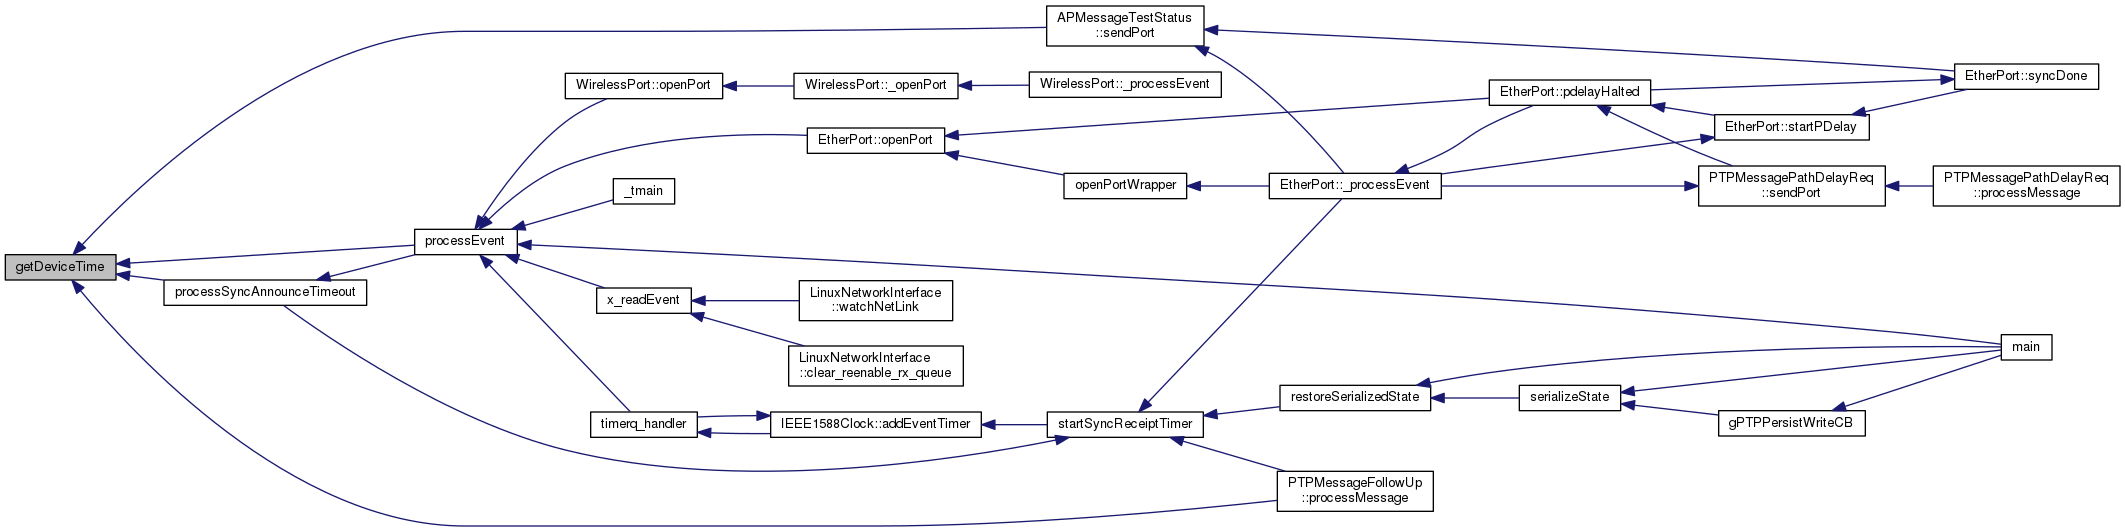 APMessageTestStatus
::sendPort
EtherPort::syncDone
WirelessPort::openPort
WirelessPort::_openPort
WirelessPort::_processEvent
EtherPort::pdelayHalted
EtherPort::startPDelay
EtherPort::openPort
openPortWrapper
EtherPort::_processEvent
PTPMessagePathDelayReq
::sendPort
PTPMessagePathDelayReq
::processMessage
_tmain
processEvent
getDeviceTime
processSyncAnnounceTimeout
x_readEvent
LinuxNetworkInterface
::watchNetLink
LinuxNetworkInterface
::clear_reenable_rx_queue
main
restoreSerializedState
serializeState
gPTPPersistWriteCB
timerq_handler
IEEE1588Clock::addEventTimer
startSyncReceiptTimer
PTPMessageFollowUp
::processMessage